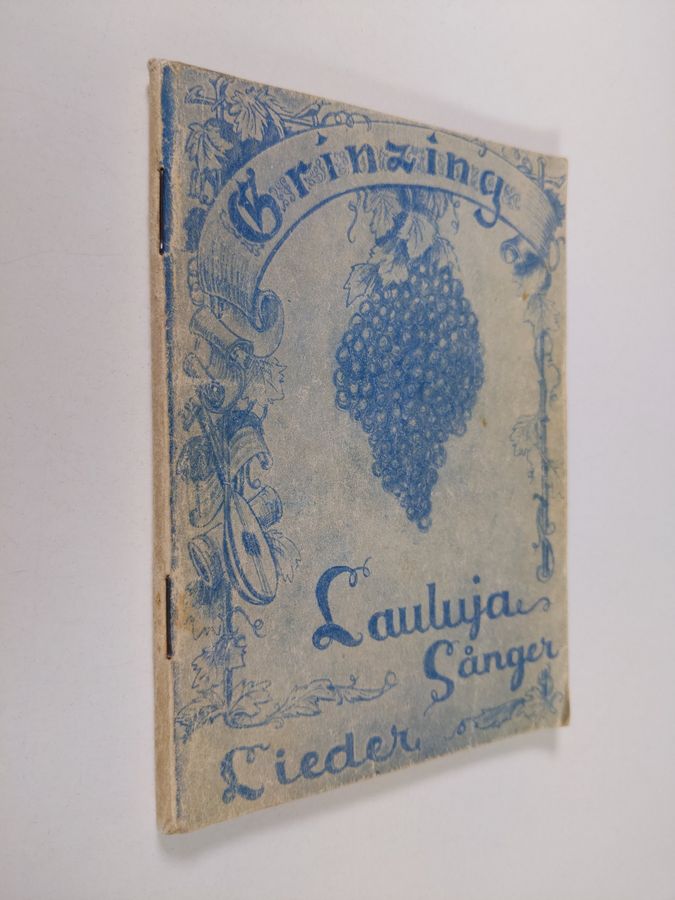 Grinzing
Lauluja
Sånger
Lieder